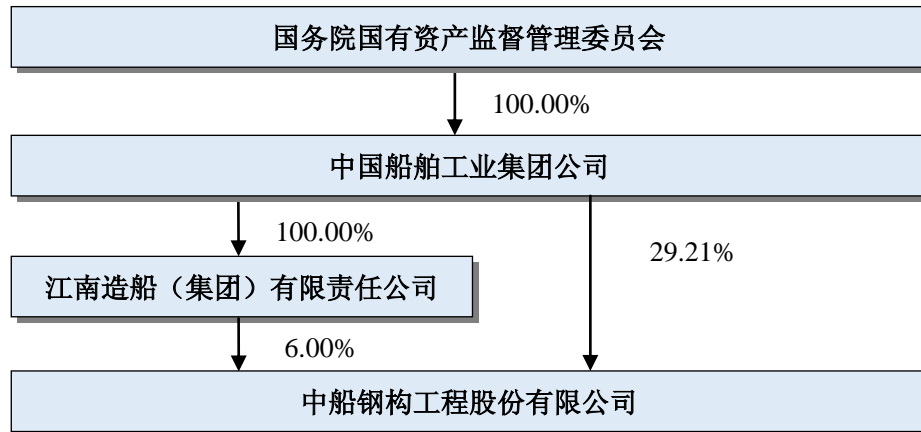 国务院国有资产监督管理委员会
100.00%
中国船舶工业集团公司
100.00%
29.21%
江南造船（集团）有限责任公司
6.00%
中船钢构工程股份有限公司